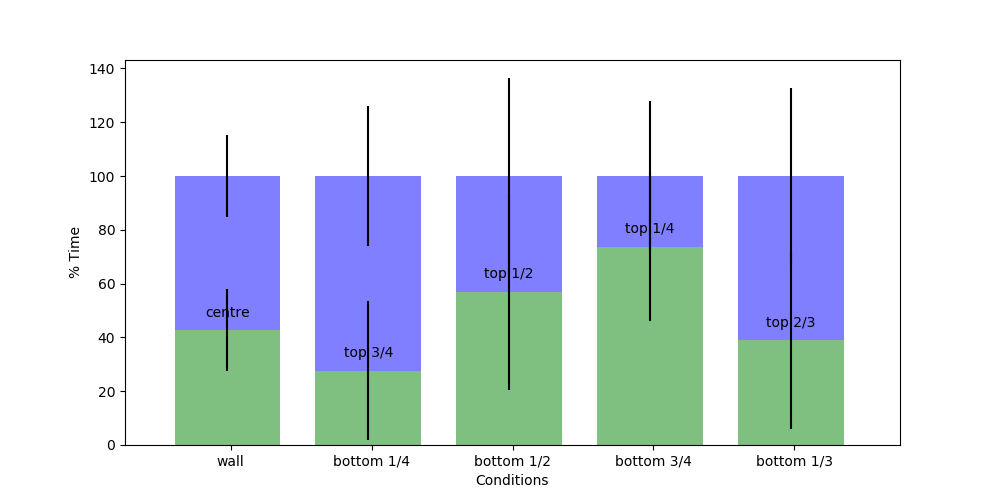 140
120
100
80
60
40
20
0
% Time
centre
top 3/4
top 1/2
top 1/4
top 2/3
wall
bottom 1/4
bottom 1/2
bottom 3/4
bottom 1/3
Conditions